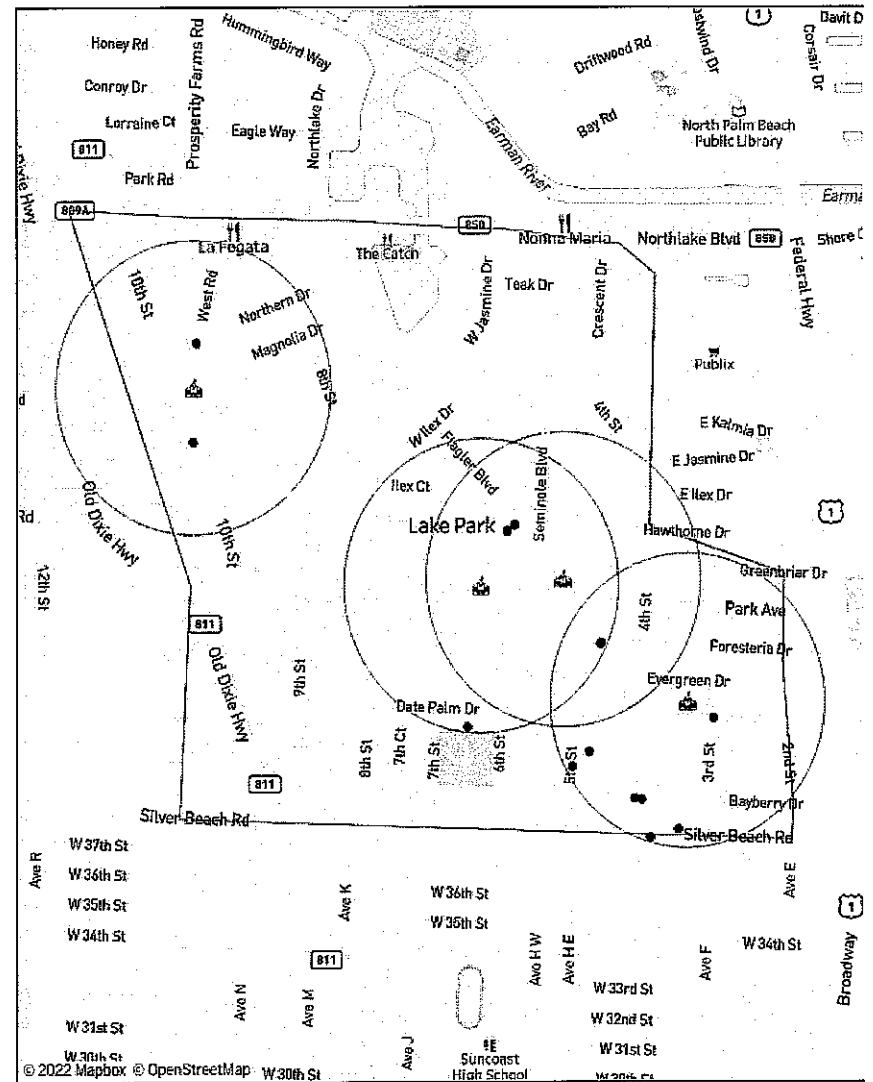 Honey Rd
Prosperity Farms Rd
Hummingbird Way
1
Davit D
Corsair Dr
Driftwood Rd
Conroy Dr
Northlake Dr
Lorraine Ct
Eagle Way
Bay Rd
North Palm Beach
Public Library
811
Earman River
Park Rd
Dixie Hwy
809A
850
La Fogata
The Catch
Nonna Maria
Northlake Blvd
850
Federal Hwy
10th St
West Rd
Northern Dr
Magnolia Dr
8th St
W Jasmine Dr
Teak Dr
Crescent Dr
Publix
4th St
E Kalmia Dr
W Ilex Dr
Flagler Blvd
E Jasmine Dr
Ilex Ct
Seminole Blvd
E Ilex Dr
Old Dixie Hwy
Lake Park
Hawthorne Dr
1
10th St
Greenbriar Dr
12th St
811
4th St
Park Ave
Foresteria Dr
Old Dixie Hwy
9th St
Evergreen Dr
Date Palm Dr
8th St
7th Ct
7th St
6th St
5th St
3rd St
2nd St
811
Bayberry Dr
Silver Beach Rd
Silver Beach Rd
W 37th St
Ave R
W 36th St
W 35th St
W 34th St
Ave K
W 36th St
W 35th St
Ave E
1
811
Ave H W
Ave H E
Ave F
W 34th St
Broadway
W 33rd St
Ave N
Ave M
W 32nd St
W 31st St
Ave J
W 31st St
W 30th St
Suncoast
High School
W 30th St
W 30th St
© 2022 Mapbox © OpenStreetMap